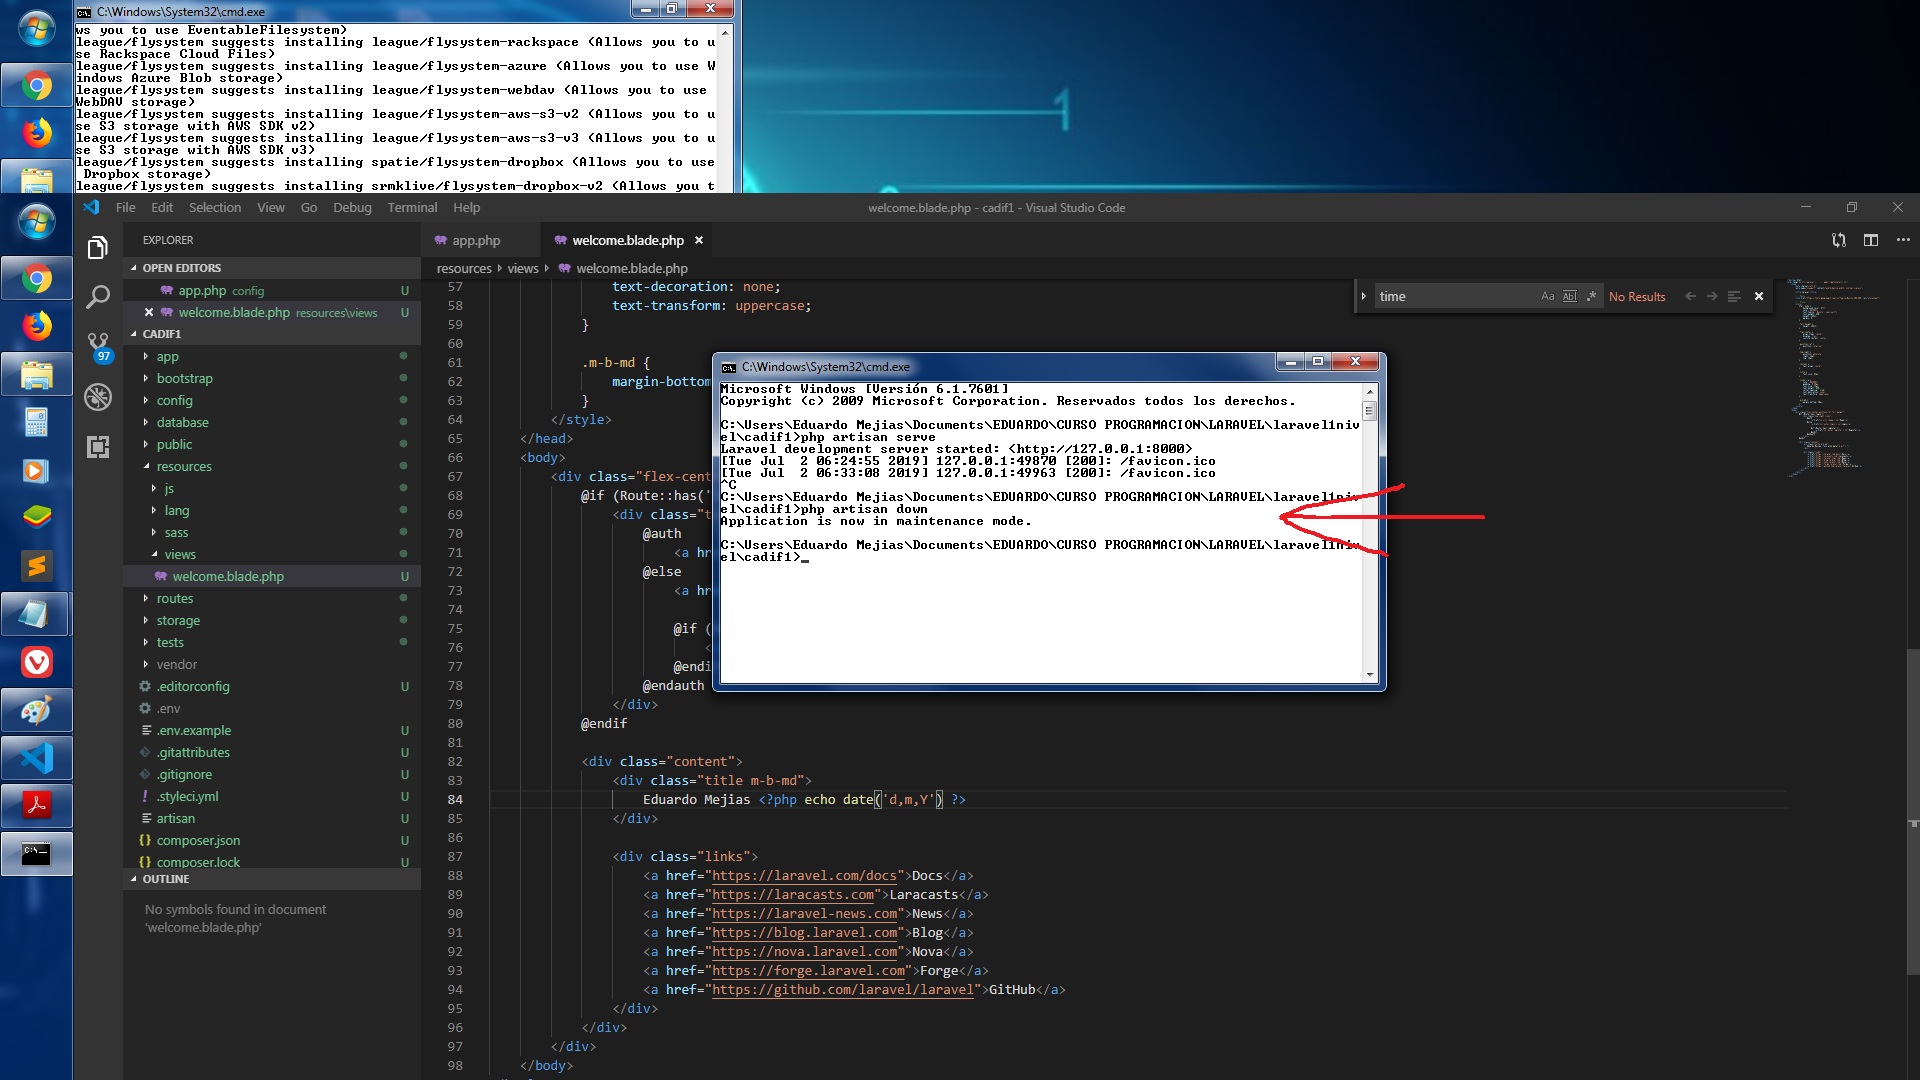 C:\Windows\System32\cmd.exe
ws you to use EventableFilesystem)
league/flysystem suggests installing league/flysystem-rackspace (Allows you to u
se Rackspace Cloud Files)
league/flysystem suggests installing league/flysystem-azure (Allows you to use W
indows Azure Blob storage)
league/flysystem suggests installing league/flysystem-webdav (Allows you to use
WebDAV storage)
league/flysystem suggests installing league/flysystem-aws-s3-v2 (Allows you to u
se S3 storage with AWS SDK v2)
league/flysystem suggests installing league/flysystem-aws-s3-v3 (Allows you to u
se S3 storage with AWS SDK v3)
league/flysystem suggests installing spatie/flysystem-dropbox (Allows you to use
Dropbox storage)
league/flysystem suggests installing srmklive/flysystem-dropbox-v2 (Allows you t
1
File Edit Selection View Go Debug Terminal Help
welcome.blade.php - cadif1 - Visual Studio Code
EXPLORER
OPEN EDITORS
app.php config U
welcome.blade.php resources\views U
CADIF1
97
app
bootstrap
config
database
public
resources
js
lang
sass
views
welcome.blade.php U
routes
storage
tests
vendor
.editorconfig U
.env
.env.example U
.gitattributes U
.gitignore U
.styleci.yml U
artisan U
composer.json U
composer.lock U
OUTLINE
No symbols found in document
'welcome.blade.php'
app.php
welcome.blade.php
resources views welcome.blade.php
time Aa Abl .* No Results
57 text-decoration: none;
58 text-transform: uppercase;
59 }
60
61 .m-b-md {
62 margin-bottom
63 }
64 </style>
65 </head>
66 <body>
67 <div class="flex-cent
68 @if (Route::has('
69 <div class="t
70 @auth
71 <a hr
72 @else
73 <a hr
74
75 @if (
76 <
77 @endi
78 @endauth
79 </div>
80 @endif
81
82 <div class="content">
83 <div class="title m-b-md">
84 Eduardo Mejias <?php echo date('d,m,Y') ?>
85 </div>
86
87 <div class="links">
88 <a href="https://laravel.com/docs">Docs</a>
89 <a href="https://laracasts.com">Laracasts</a>
90 <a href="https://laravel-news.com">News</a>
91 <a href="https://blog.laravel.com">Blog</a>
92 <a href="https://nova.laravel.com">Nova</a>
93 <a href="https://forge.laravel.com">Forge</a>
94 <a href="https://github.com/laravel/laravel">GitHub</a>
95 </div>
96 </div>
97 </div>
98 </body>
C:\Windows\System32\cmd.exe
Microsoft Windows [Versión 6.1.7601]
Copyright (c) 2009 Microsoft Corporation. Reservados todos los derechos.
C:\Users\Eduardo Mejias\Documents\EDUARDO\CURSO PROGRAMACION\LARAVEL\laravel1niv
el\cadif1>php artisan serve
Laravel development server started: <http://127.0.0.1:8000>
[Tue Jul  2 06:24:55 2019] 127.0.0.1:49870 [200]: /favicon.ico
[Tue Jul  2 06:33:08 2019] 127.0.0.1:49963 [200]: /favicon.ico
^C
C:\Users\Eduardo Mejias\Documents\EDUARDO\CURSO PROGRAMACION\LARAVEL\laravel1niv
el\cadif1>php artisan down
Application is now in maintenance mode.
C:\Users\Eduardo Mejias\Documents\EDUARDO\CURSO PROGRAMACION\LARAVEL\laravel1niv
el\cadif1>_